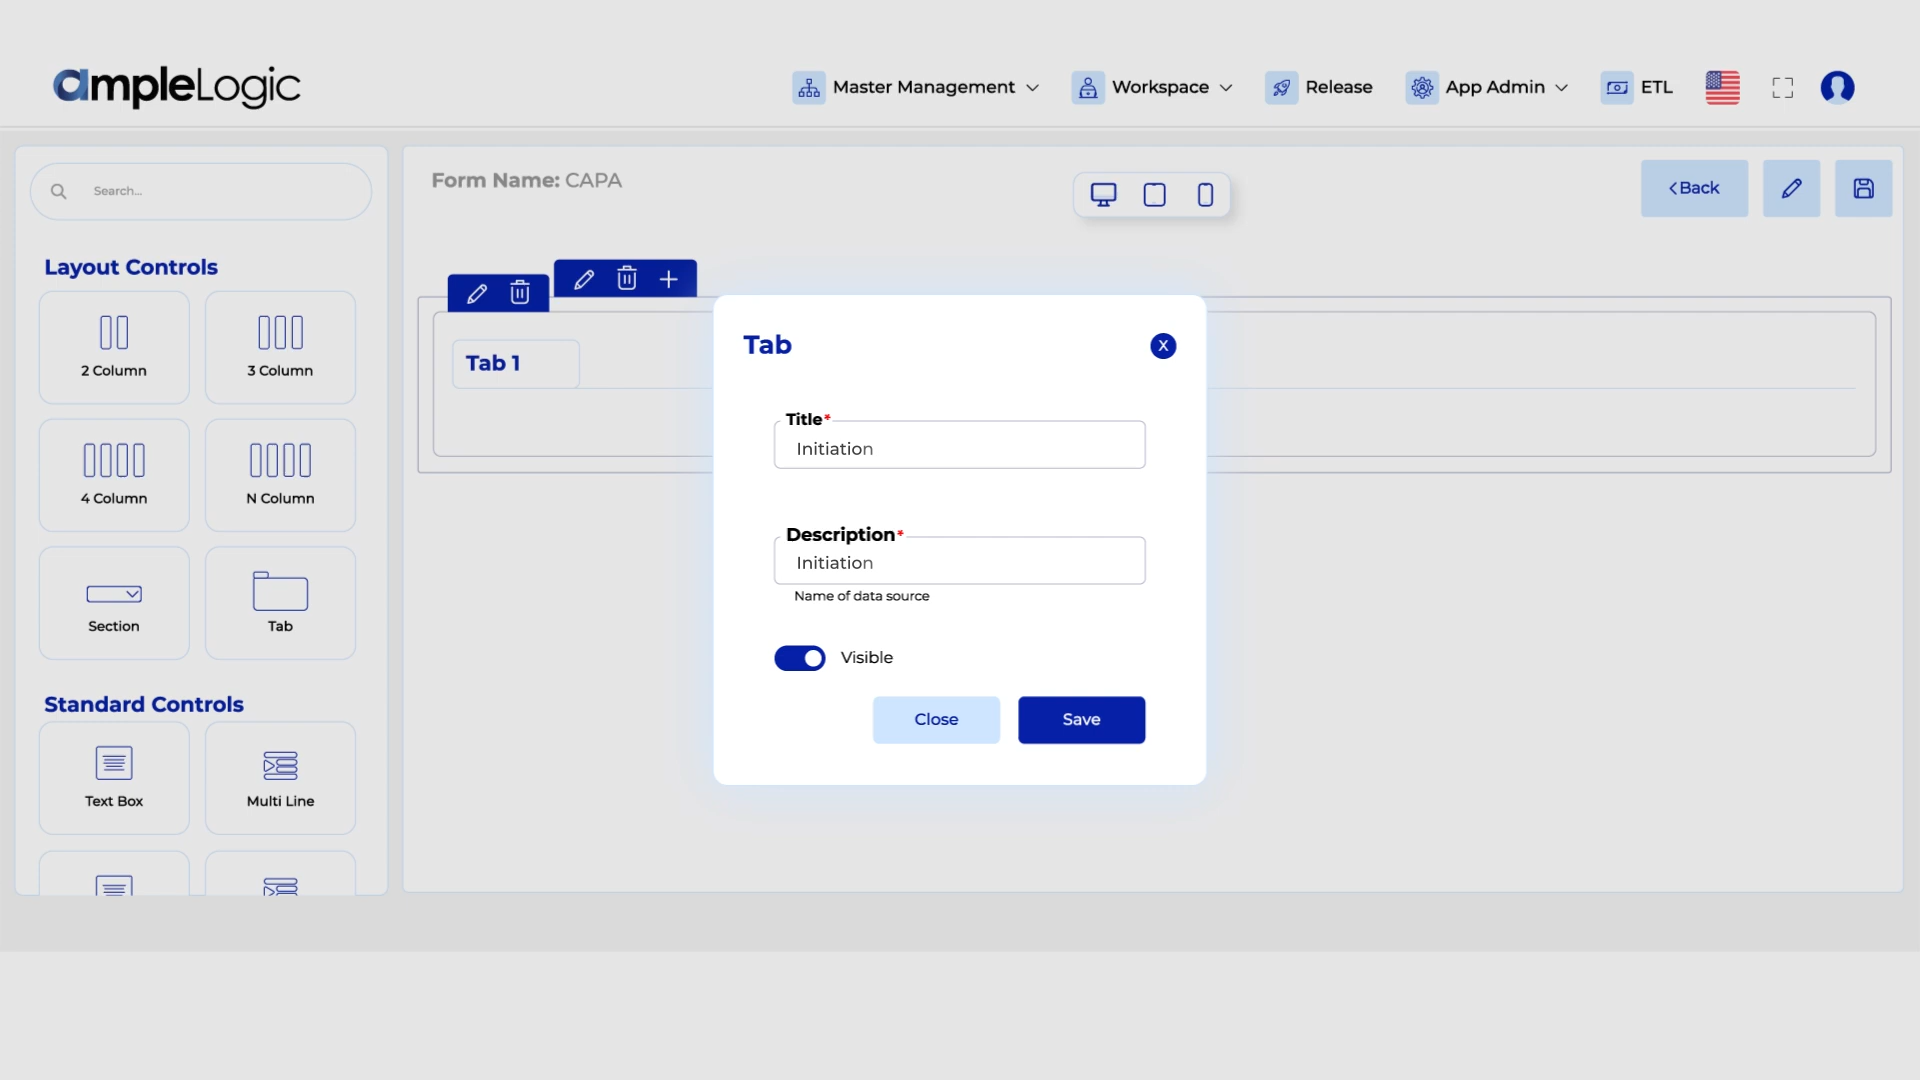 ampleLogic
Master Management
Workspace
Release
App Admin
ETL
Search...
Form Name: CAPA
<Back
Layout Controls
2 Column
3 Column
4 Column
N Column
Section
Tab
Standard Controls
Text Box
Multi Line
Tab 1
Tab
X
Title*
Initiation
Description*
Initiation
Name of data source
Visible
Close
Save